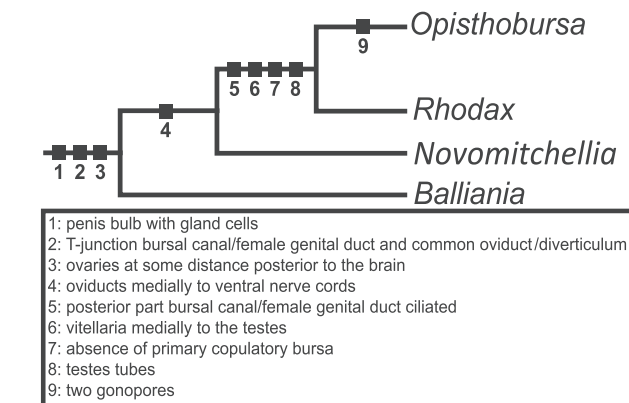 Opisthobursa
9
5 6 7 8
Rhodax
4
Novomitchellia
1 2 3
Balliania
1: penis bulb with gland cells
2: T-junction bursal canal/female genital duct and common oviduct/diverticulum
3: ovaries at some distance posterior to the brain
4: oviducts medially to ventral nerve cords
5: posterior part bursal canal/female genital duct ciliated
6: vitellaria medially to the testes
7: absence of primary copulatory bursa
8: testes tubes
9: two gonopores